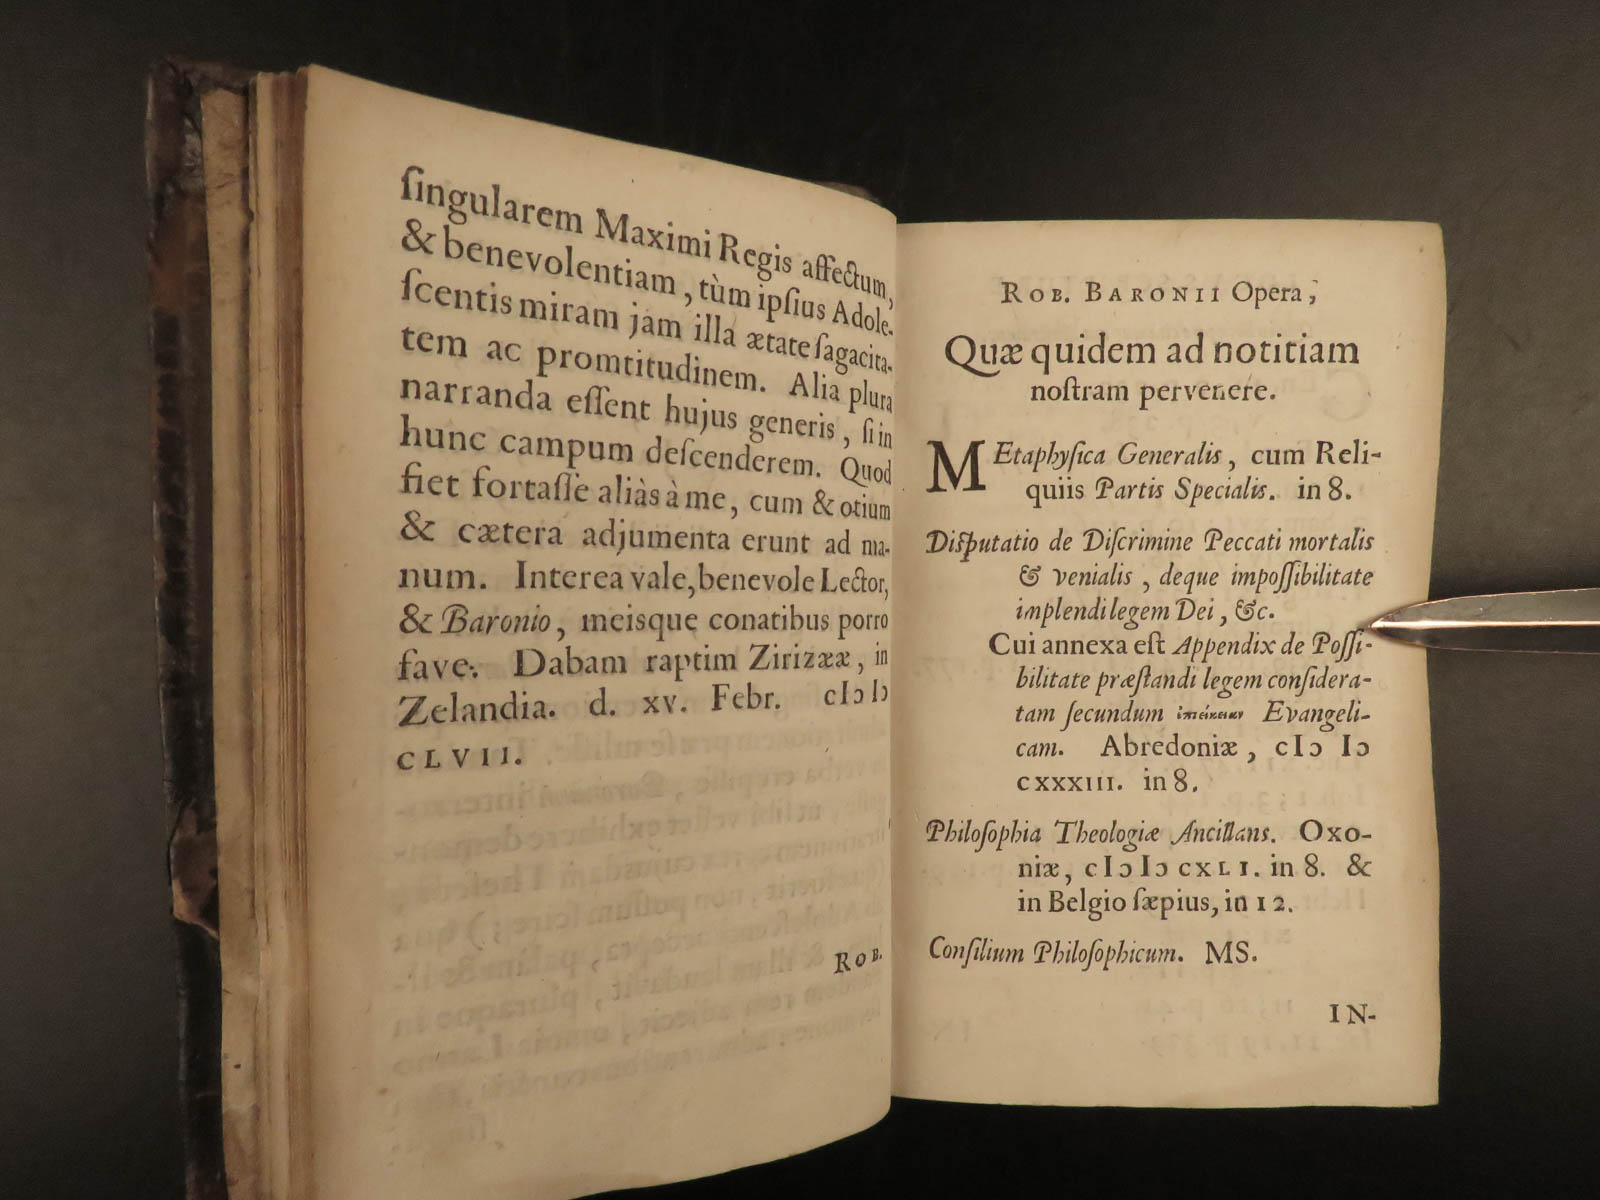 ſingularem Maximi Regis affectum,
& benevolentiam, tùm ipſius Adole-
ſcentis miram jam illa ætate ſagacita-
tem ac promtitudinem. Alia plura
narranda eſſent hujus generis, ſi in
hunc campum deſcenderem. Quod
fiet fortaſſe aliàs à me, cum & otium
& cætera adjumenta erunt ad ma-
num. Interea vale, benevole Lector,
& Baronio, meisque conatibus porro
fave. Dabam raptim Zirizææ, in
Zelandia. d. xv. Febr. cIↄ Iↄ
CLVII.
ROB.
ROB. BARONII Opera,
Quæ quidem ad notitiam
noſtram pervenere.
METaphyſica Generalis, cum Reli-
quiis Partis Specialis. in 8.
Diſputatio de Diſcrimine Peccati mortalis
& venialis, deque impoſſibilitate
implendi legem Dei, &c.
Cui annexa eſt Appendix de Poſſi-
bilitate præſtandi legem conſidera-
tam ſecundum ἐπιείκειαν Evangeli-
cam. Abredoniæ, cIↄ Iↄ
CXXXIII. in 8.
Philoſophia Theologiæ Ancillans. Oxo-
niæ, cIↄ Iↄ CXLI. in 8. &
in Belgio ſæpius, in 12.
Conſilium Philoſophicum. MS.
IN-